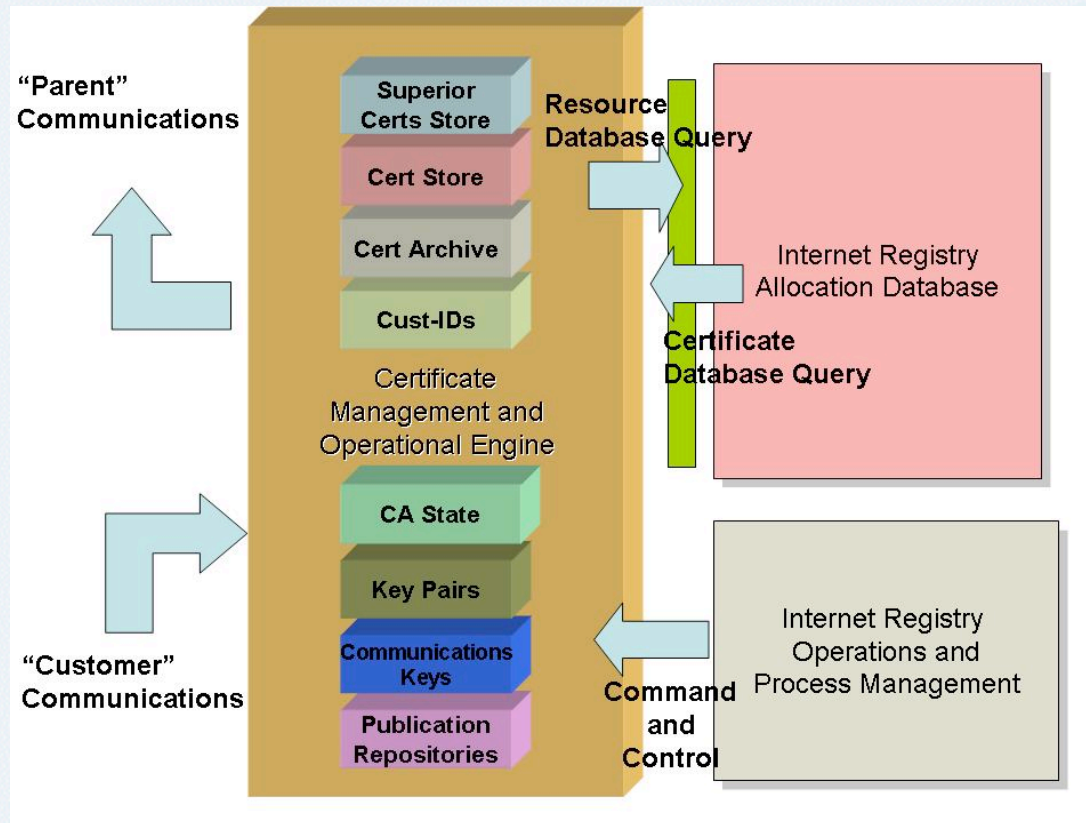 “Parent”
Communications
Superior
Certs Store
Cert Store
Cert Archive
Cust-IDs
Certificate
Management and
Operational Engine
CA State
Key Pairs
Communications
Keys
Publication
Repositories
“Customer”
Communications
Resource
Database Query
Certificate
Database Query
Internet Registry
Allocation Database
Command
and
Control
Internet Registry
Operations and
Process Management